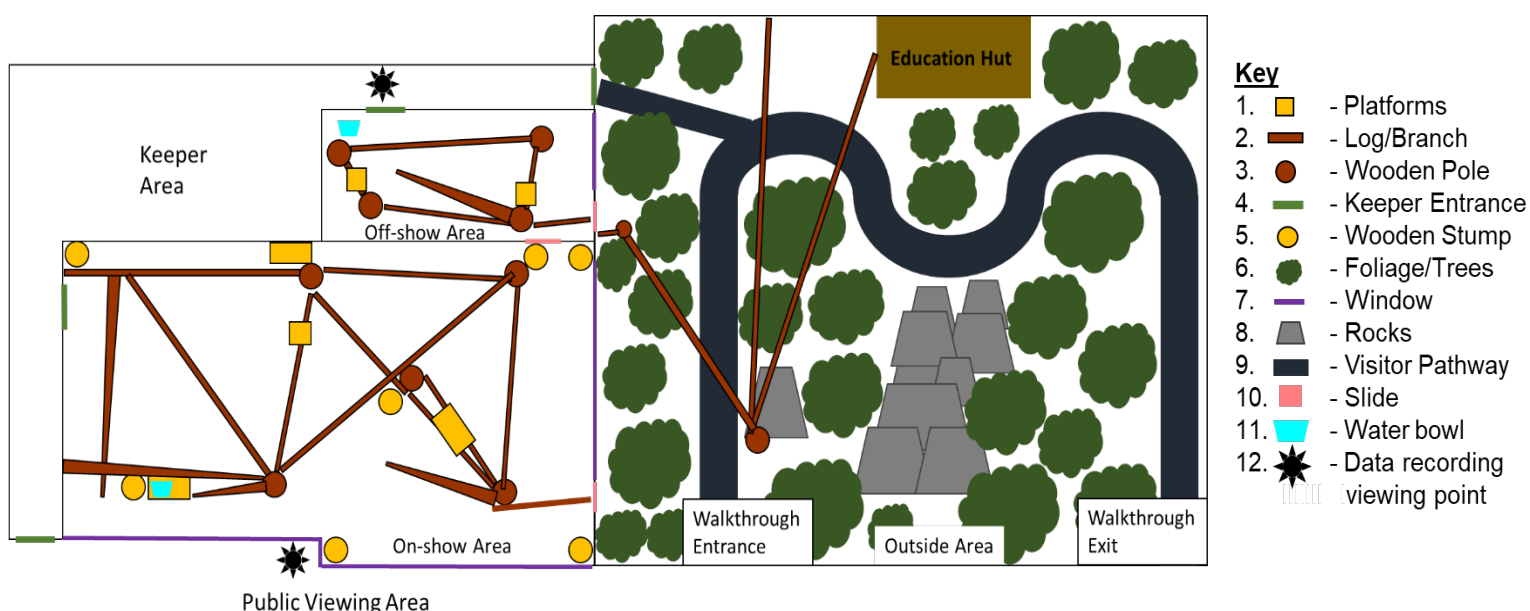 Education Hut
Keeper
Area
Off-show Area
On-show Area
Walkthrough
Entrance
Outside Area
Walkthrough
Exit
Public Viewing Area
Key
1. - Platforms
2. - Log/Branch
3. - Wooden Pole
4. - Keeper Entrance
5. - Wooden Stump
6. - Foliage/Trees
7. - Window
8. - Rocks
9. - Visitor Pathway
10. - Slide
11. - Water bowl
12. - Data recording
viewing point